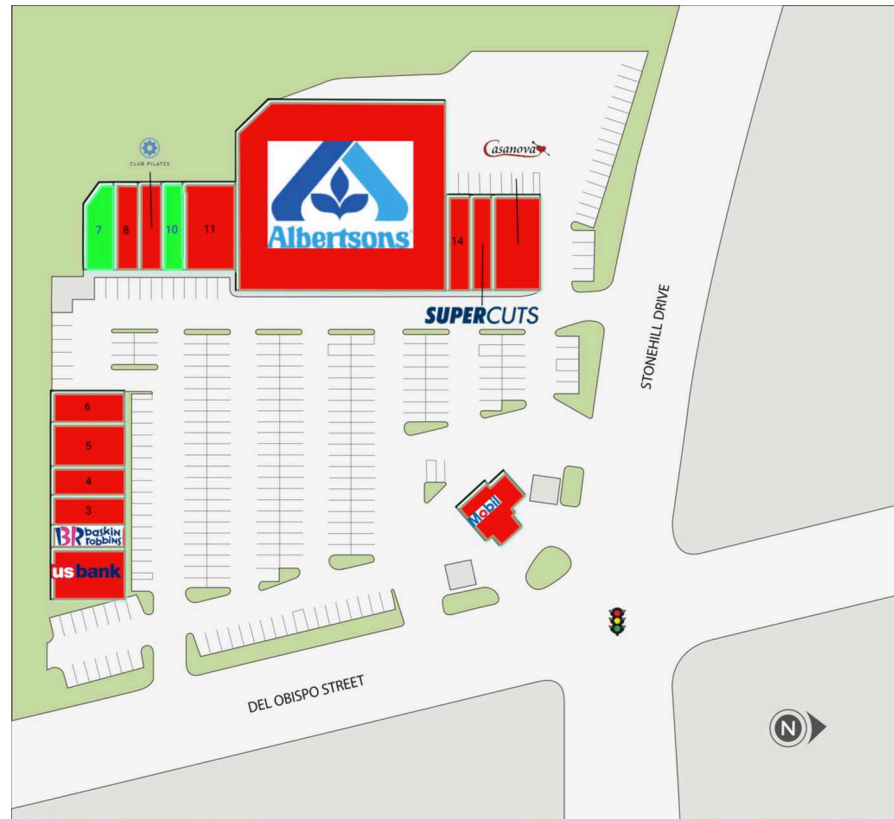 Casanova
CLUB PILATES
7
8
10
11
Albertsons
14
SUPERCUTS
STONEHILL DRIVE
6
5
4
3
BR baskin
robbins
usbank
Mobil
DEL OBISPO STREET
N